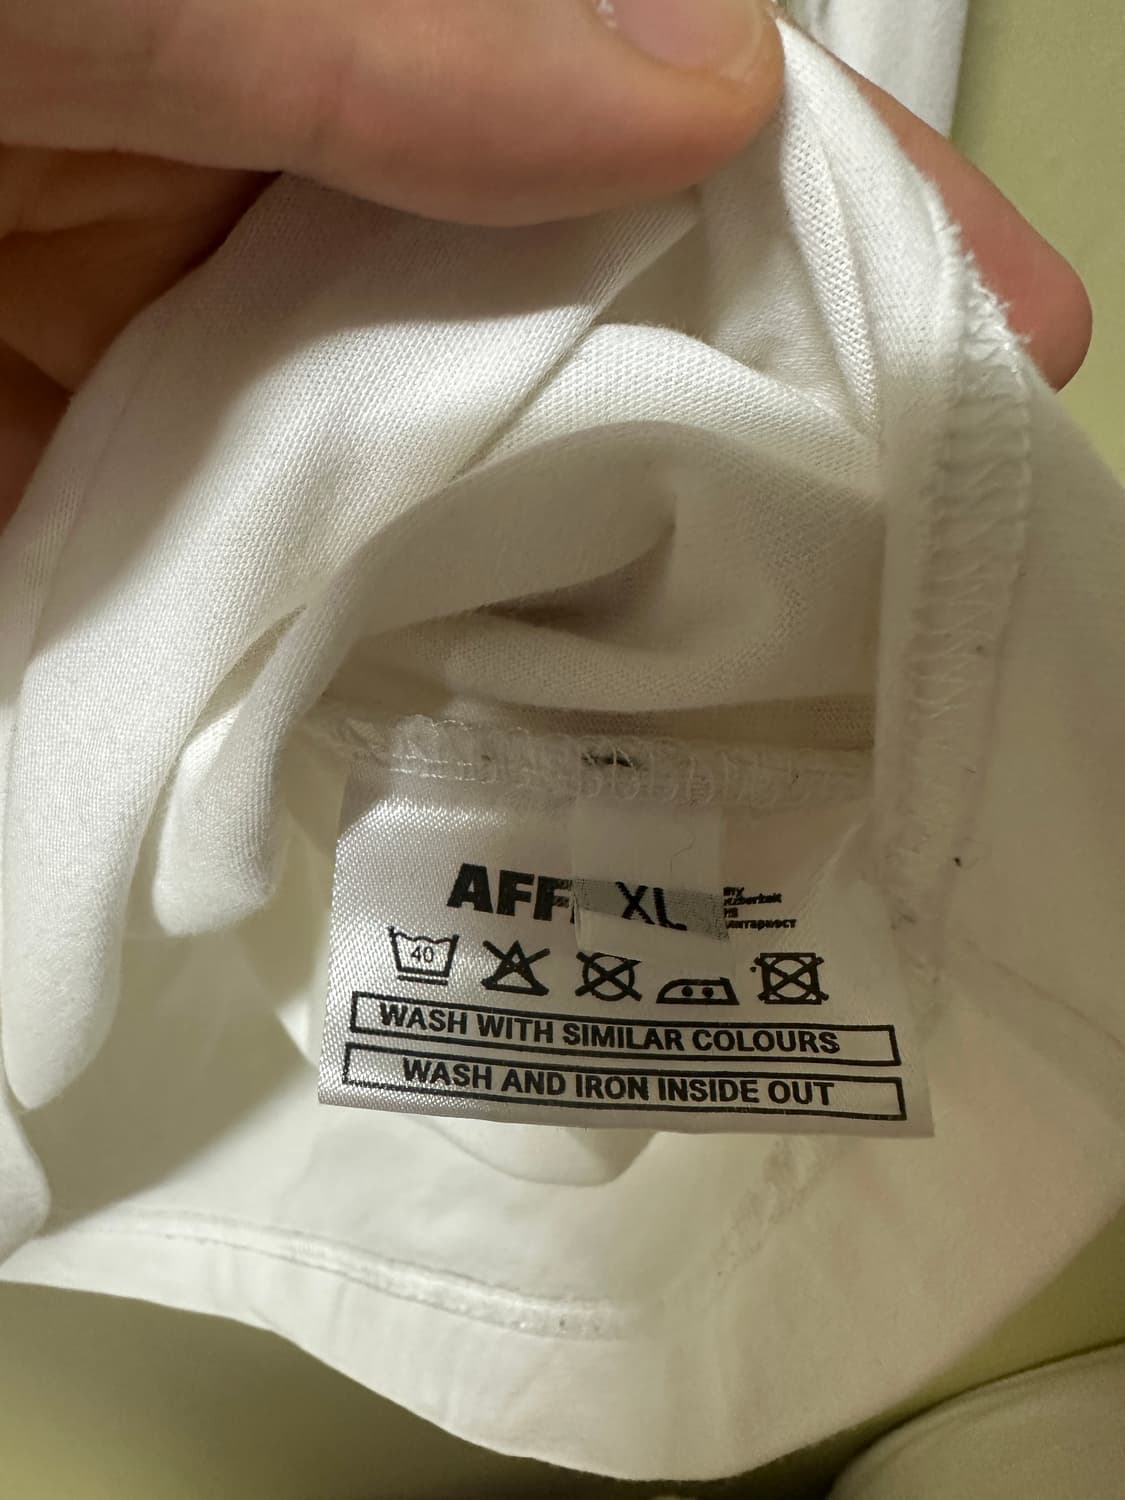 AFF XL
40
WASH WITH SIMILAR COLOURS
WASH AND IRON INSIDE OUT